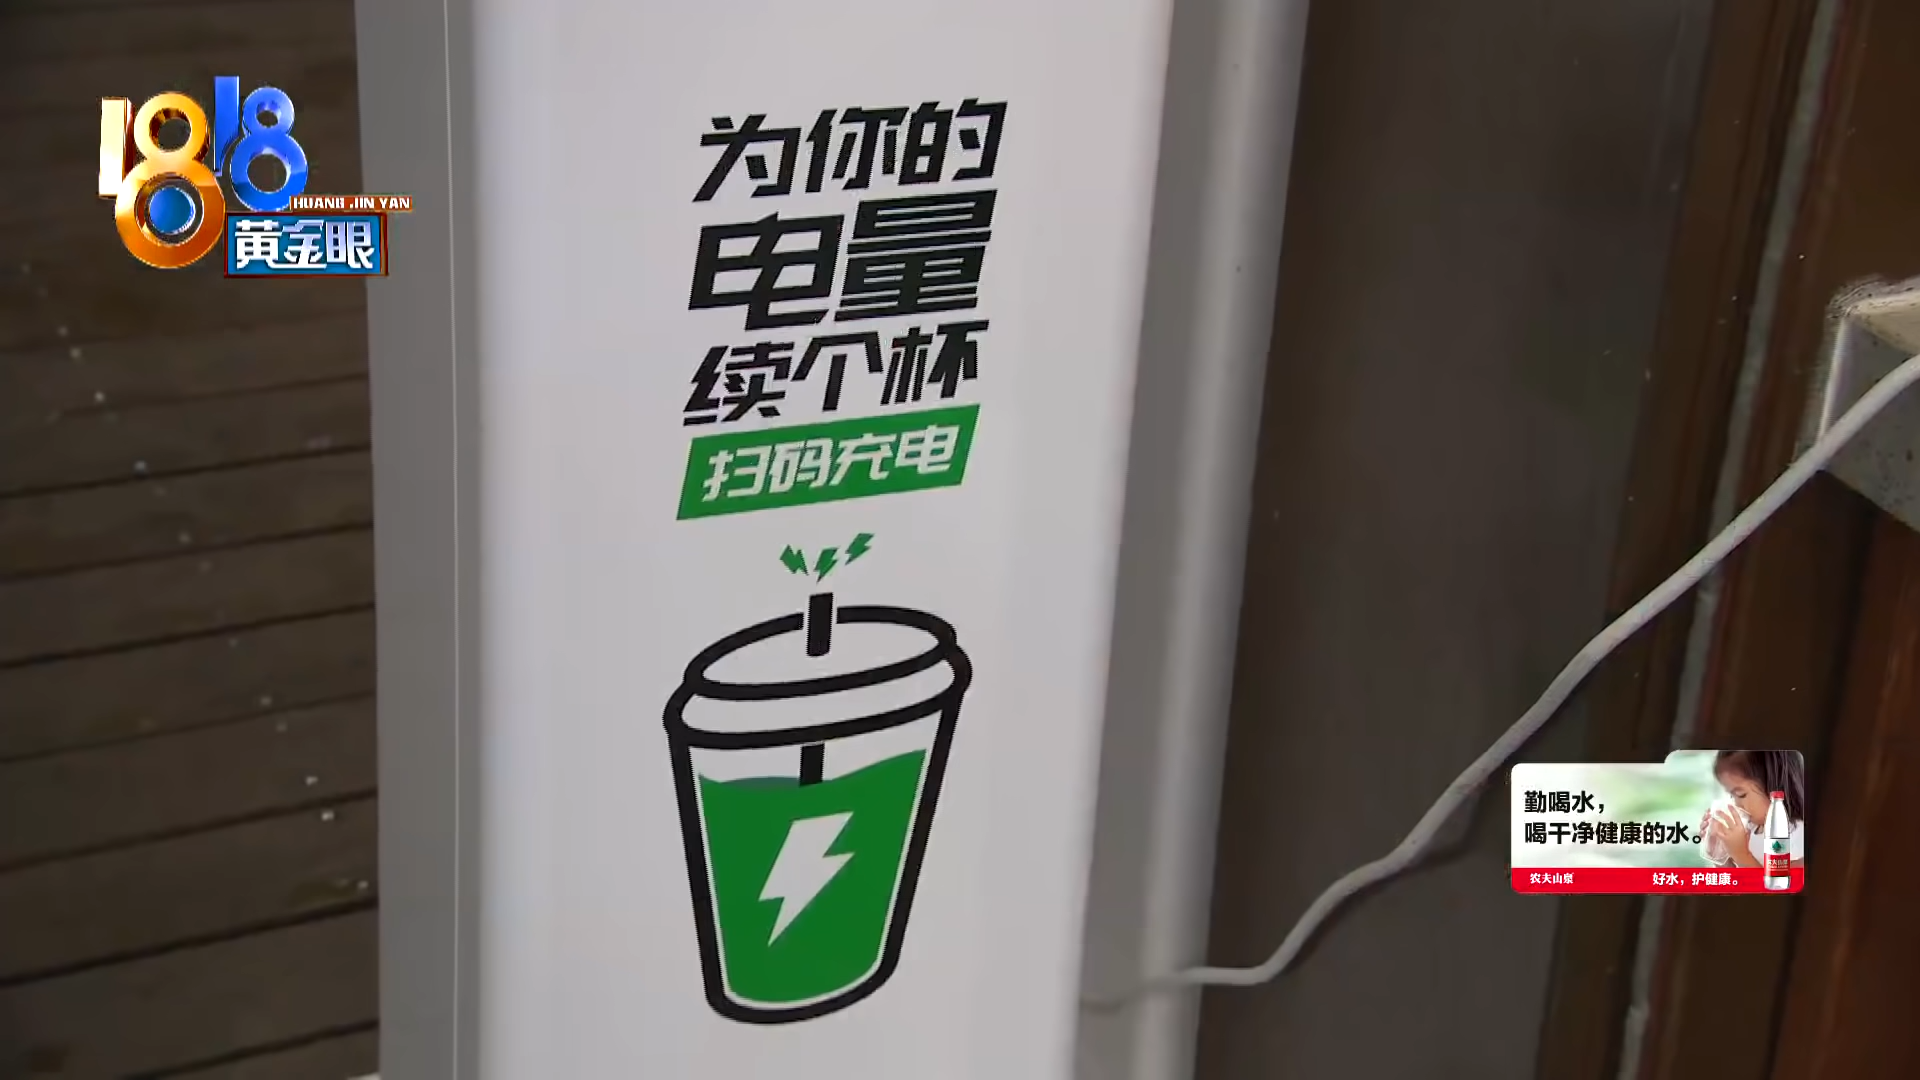 1818
HUANG JIN YAN
黄金眼
为你的
电量
续个杯
扫码充电
勤喝水，
喝干净健康的水。
农夫山泉
好水，护健康。